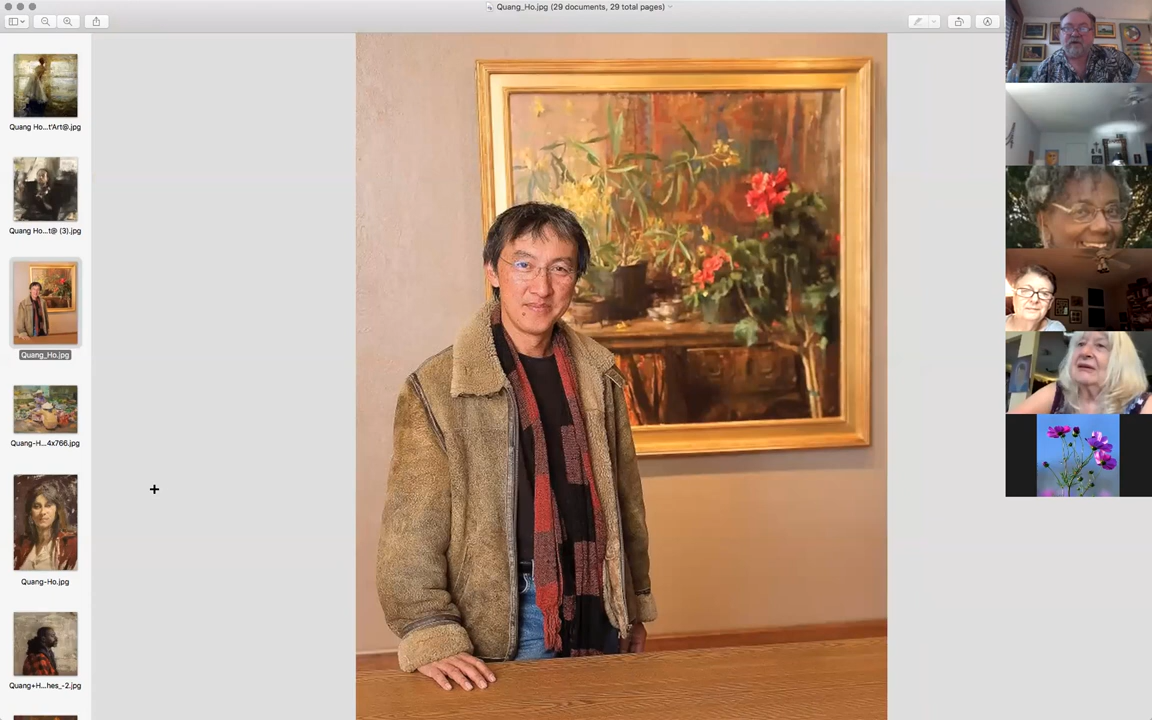 Quang_Ho.jpg (29 documents, 29 total pages)
Quang Ho...t'Art@.jpg
Quang Ho...t@ (3).jpg
Quang_Ho.jpg
Quang-H...4x766.jpg
Quang-Ho.jpg
Quang+H...hes_-2.jpg